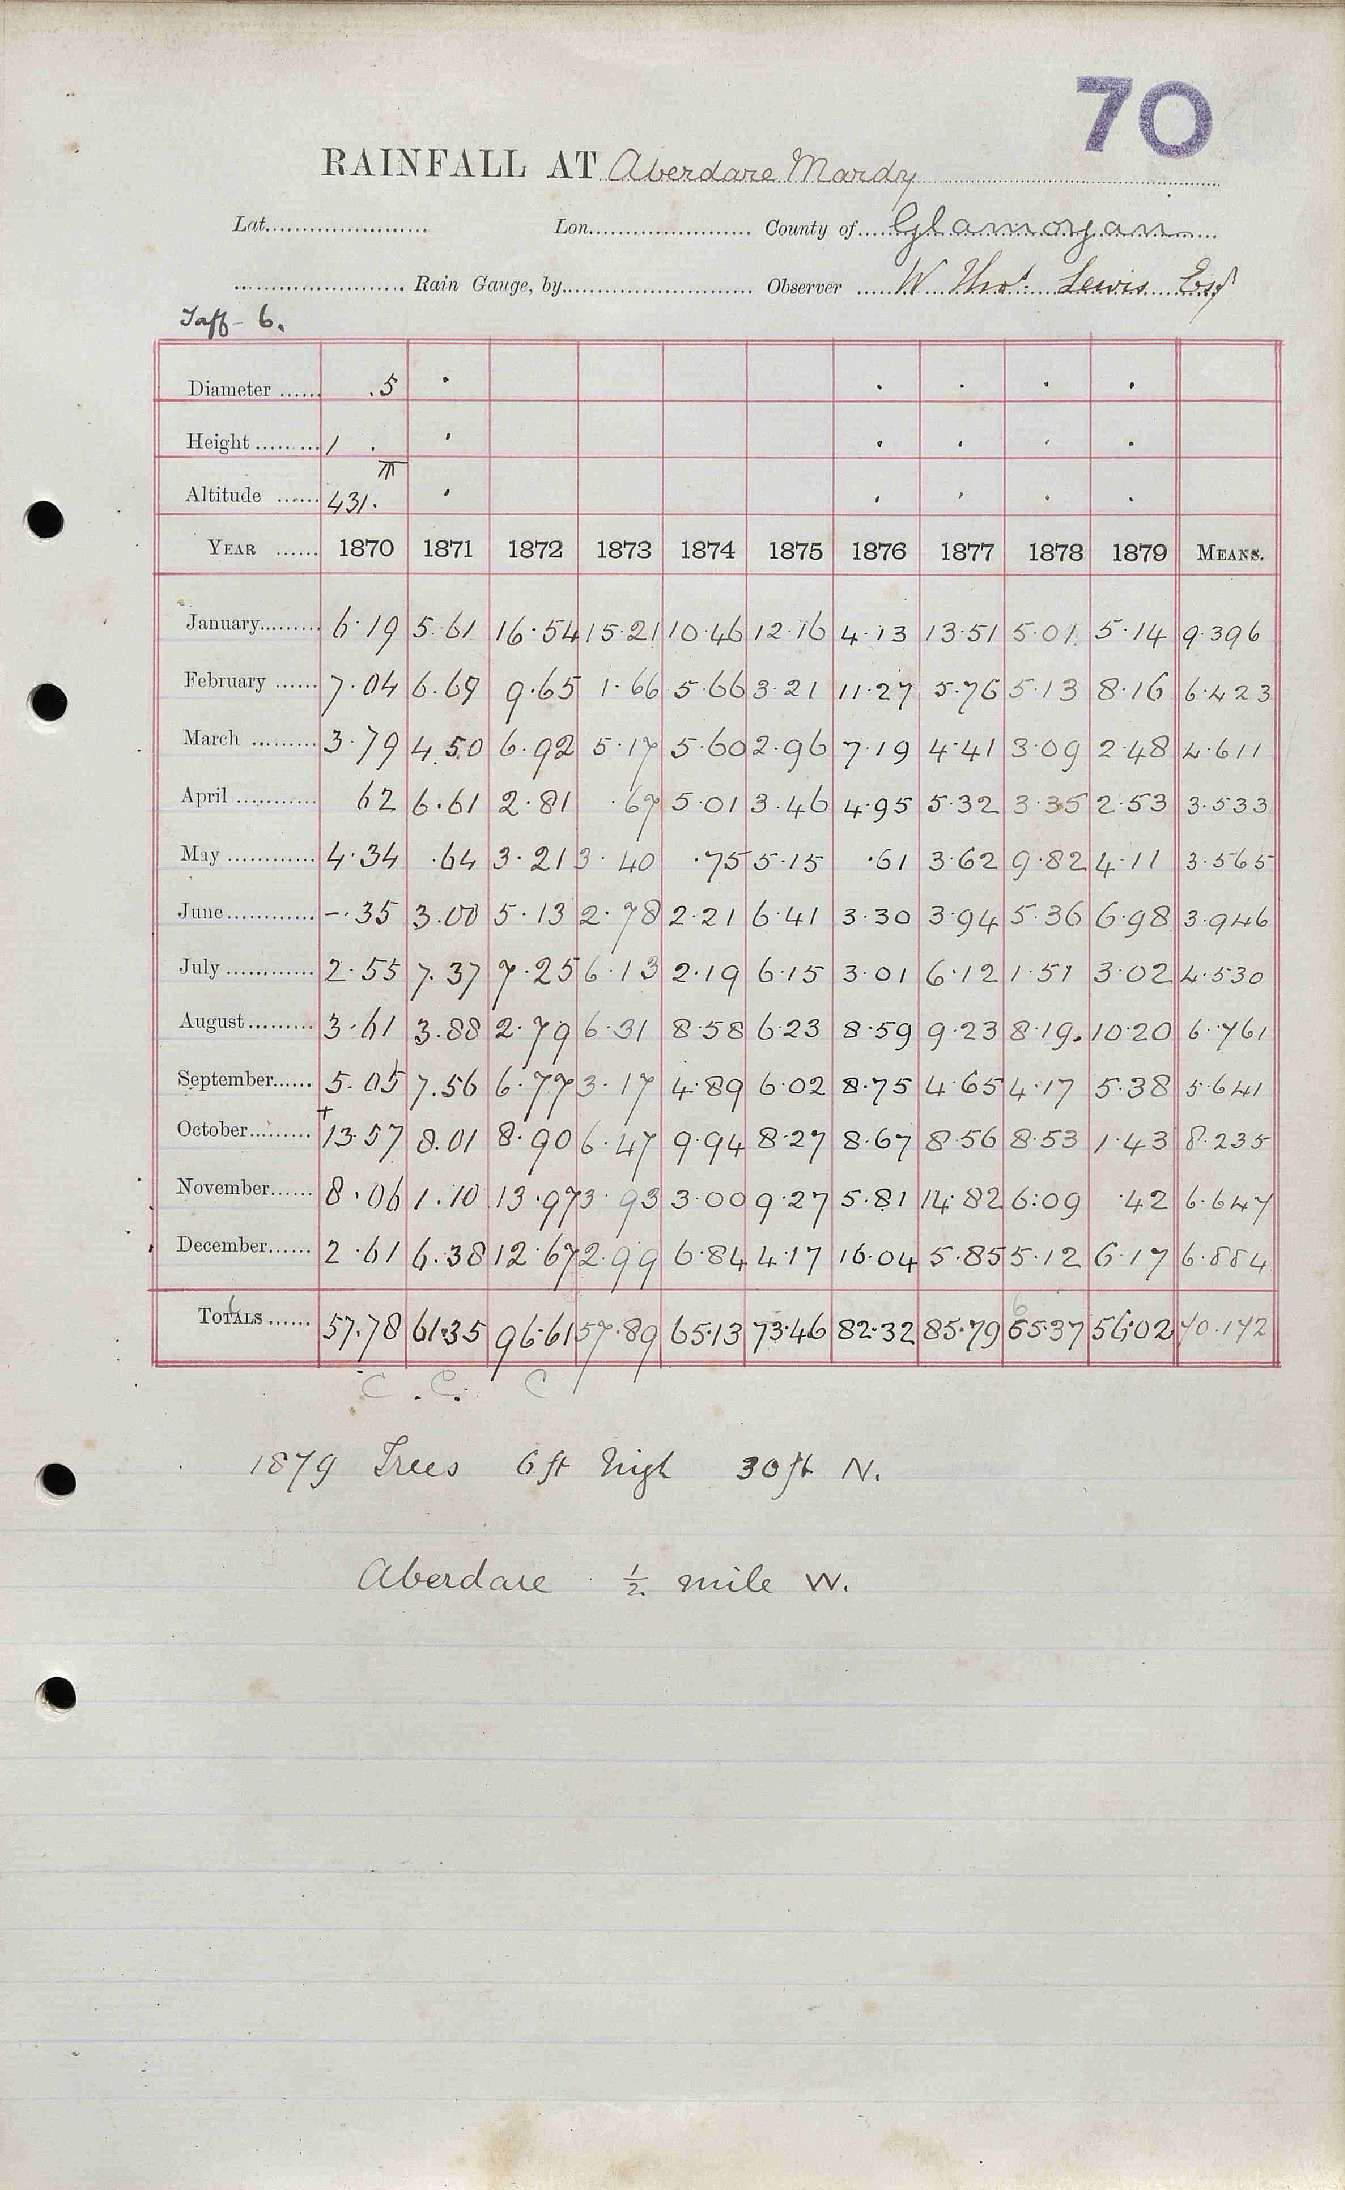 70
RAINFALL AT Aberdare Mardy
Lat. Lon. County of Glamorgan
Rain Gauge, by Observer W Thos. Lewis Esq
Taff - 6.
Diameter .5
Height 1 .
Altitude 431.
YEAR 1870 1871 1872 1873 1874 1875 1876 1877 1878 1879 MEANS.
January 6.19 5.61 16.54 15.21 10.46 12.16 4.13 13.51 5.01 5.14 9.396
February 7.04 6.69 9.65 1.66 5.66 3.21 11.27 5.76 5.13 8.16 6.423
March 3.79 4.50 6.92 5.17 5.60 2.96 7.19 4.41 3.09 2.48 4.611
April 62 6.61 2.81 .67 5.01 3.46 4.95 5.32 3.35 2.53 3.533
May 4.34 .64 3.21 3.40 .75 5.15 .61 3.62 9.82 4.11 3.565
June -.35 3.00 5.13 2.78 2.21 6.41 3.30 3.94 5.36 6.98 3.946
July 2.55 7.37 7.25 6.13 2.19 6.15 3.01 6.12 1.51 3.02 4.530
August 3.61 3.88 2.79 6.31 8.58 6.23 8.59 9.23 8.19. 10.20 6.761
September 5.05 7.56 6.77 3.17 4.89 6.02 8.75 4.65 4.17 5.38 5.641
October +13.57 8.01 8.90 6.47 9.94 8.27 8.67 8.56 8.53 1.43 8.235
November 8.06 1.10 13.97 3.93 3.00 9.27 5.81 14.82 6.09 .42 6.647
December 2.61 6.38 12.67 2.99 6.84 4.17 16.04 5.85 5.12 6.17 6.884
TOTALS 57.78 61.35 96.61 57.89 65.13 73.46 82.32 85.79 65.37 56.02 70.172
C . C. C
1879 Trees 6 ft high 30 ft N.
Aberdare ½ mile W.